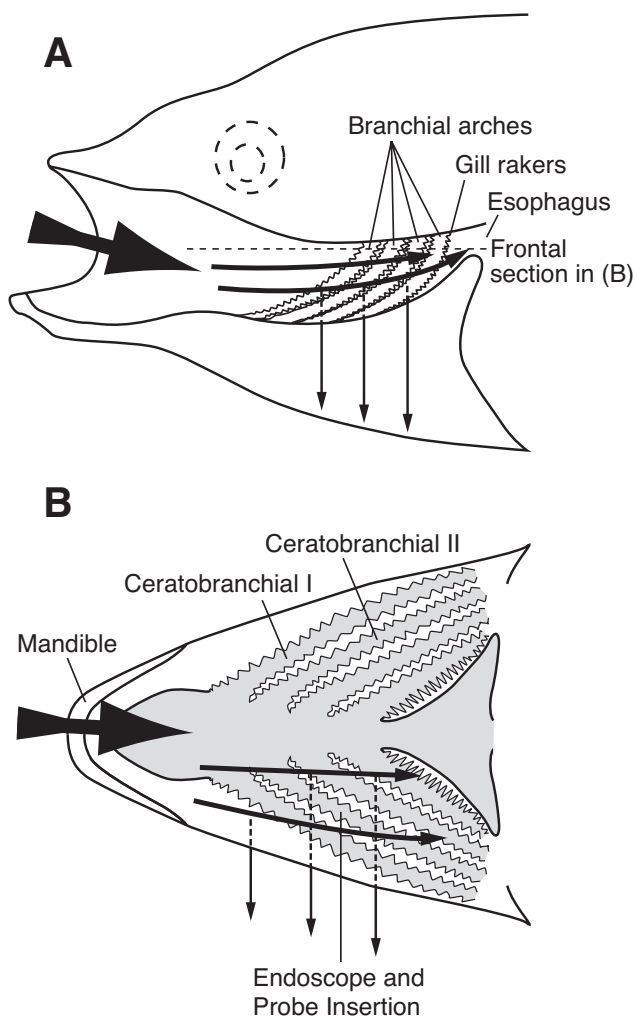 A
Branchial arches
Gill rakers
Esophagus
Frontal
section in (B)
B
Ceratobranchial II
Ceratobranchial I
Mandible
Endoscope and
Probe Insertion